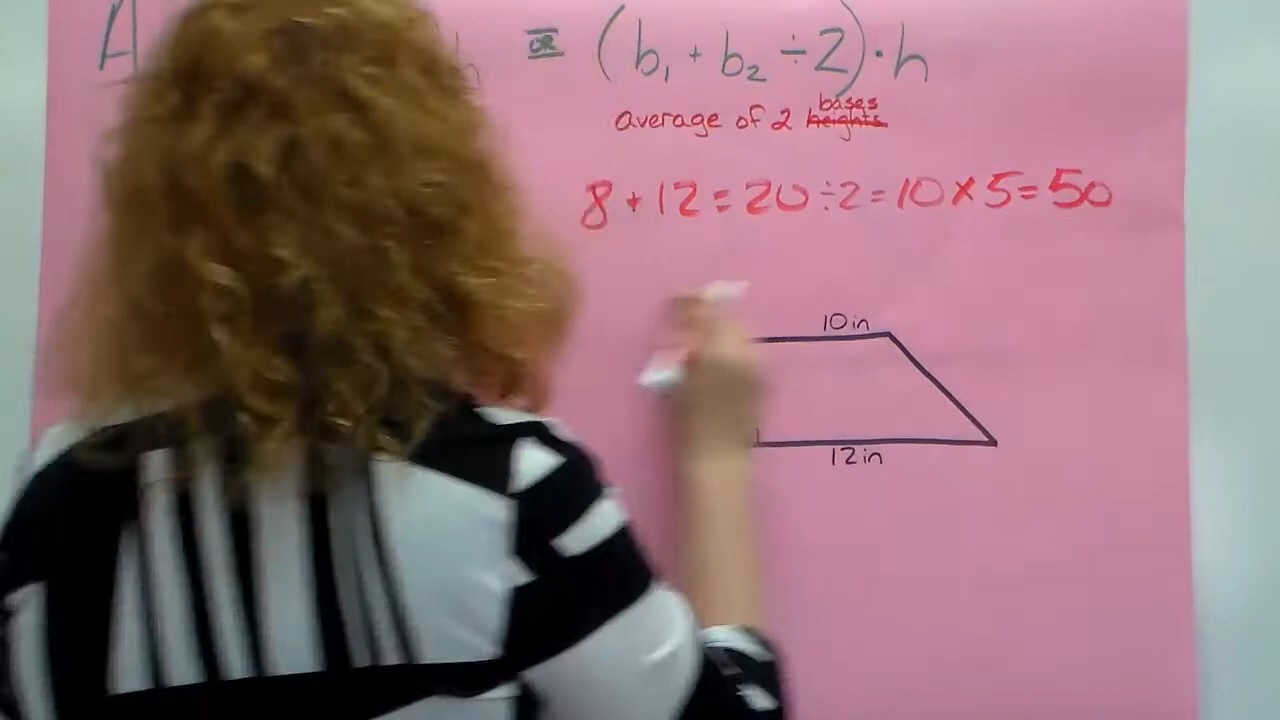 A h OR (b₁ + b₂ ÷2)·h
bases
average of 2 heights
8 + 12 = 20 ÷2 = 10 x 5 = 50
10 in
12 in